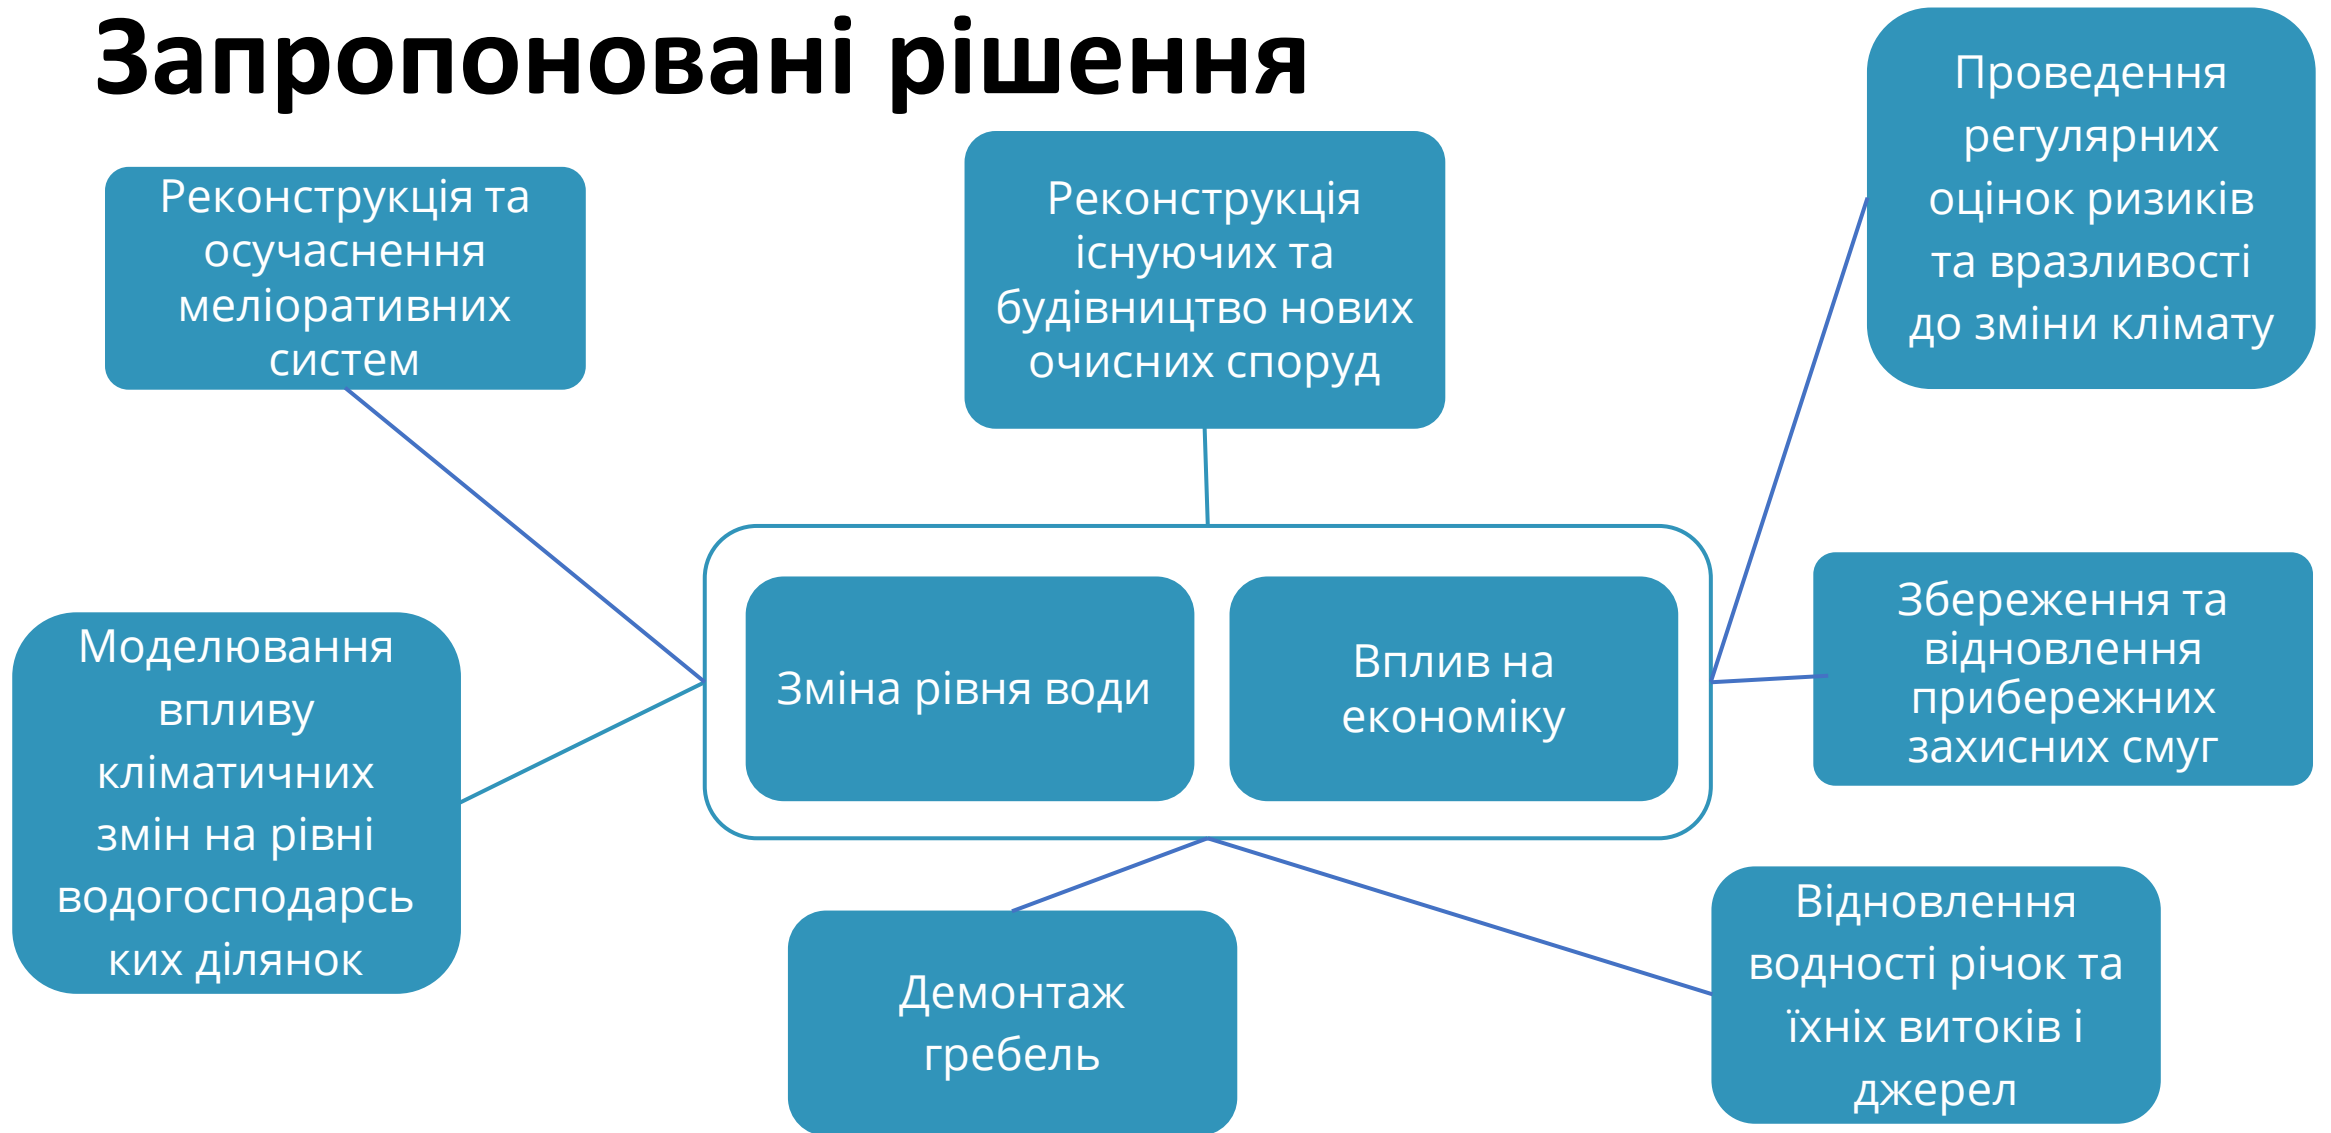 Запропоновані рішення
Реконструкція та
осучаснення
меліоративних
систем
Реконструкція
існуючих та
будівництво нових
очисних споруд
Проведення
регулярних
оцінок ризиків
та вразливості
до зміни клімату
Моделювання
впливу
кліматичних
змін на рівні
водогосподарсь
ких ділянок
Зміна рівня води
Вплив на
економіку
Збереження та
відновлення
прибережних
захисних смуг
Демонтаж
гребель
Відновлення
водності річок та
їхніх витоків і
джерел